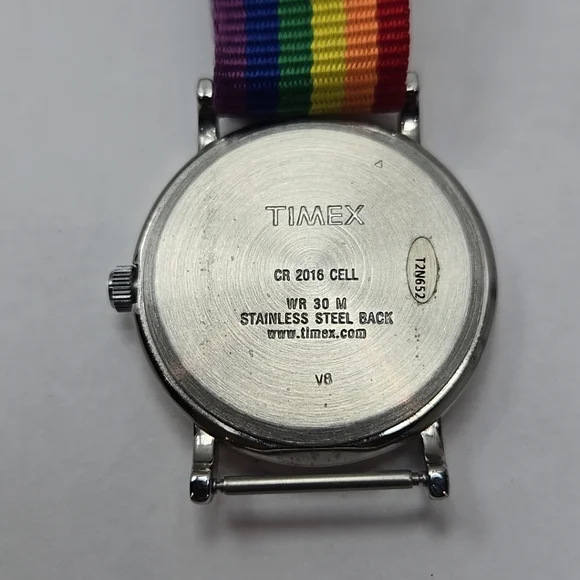 TIMEX
CR 2016 CELL
T2N652
WR 30 M
STAINLESS STEEL BACK
www.timex.com
V8